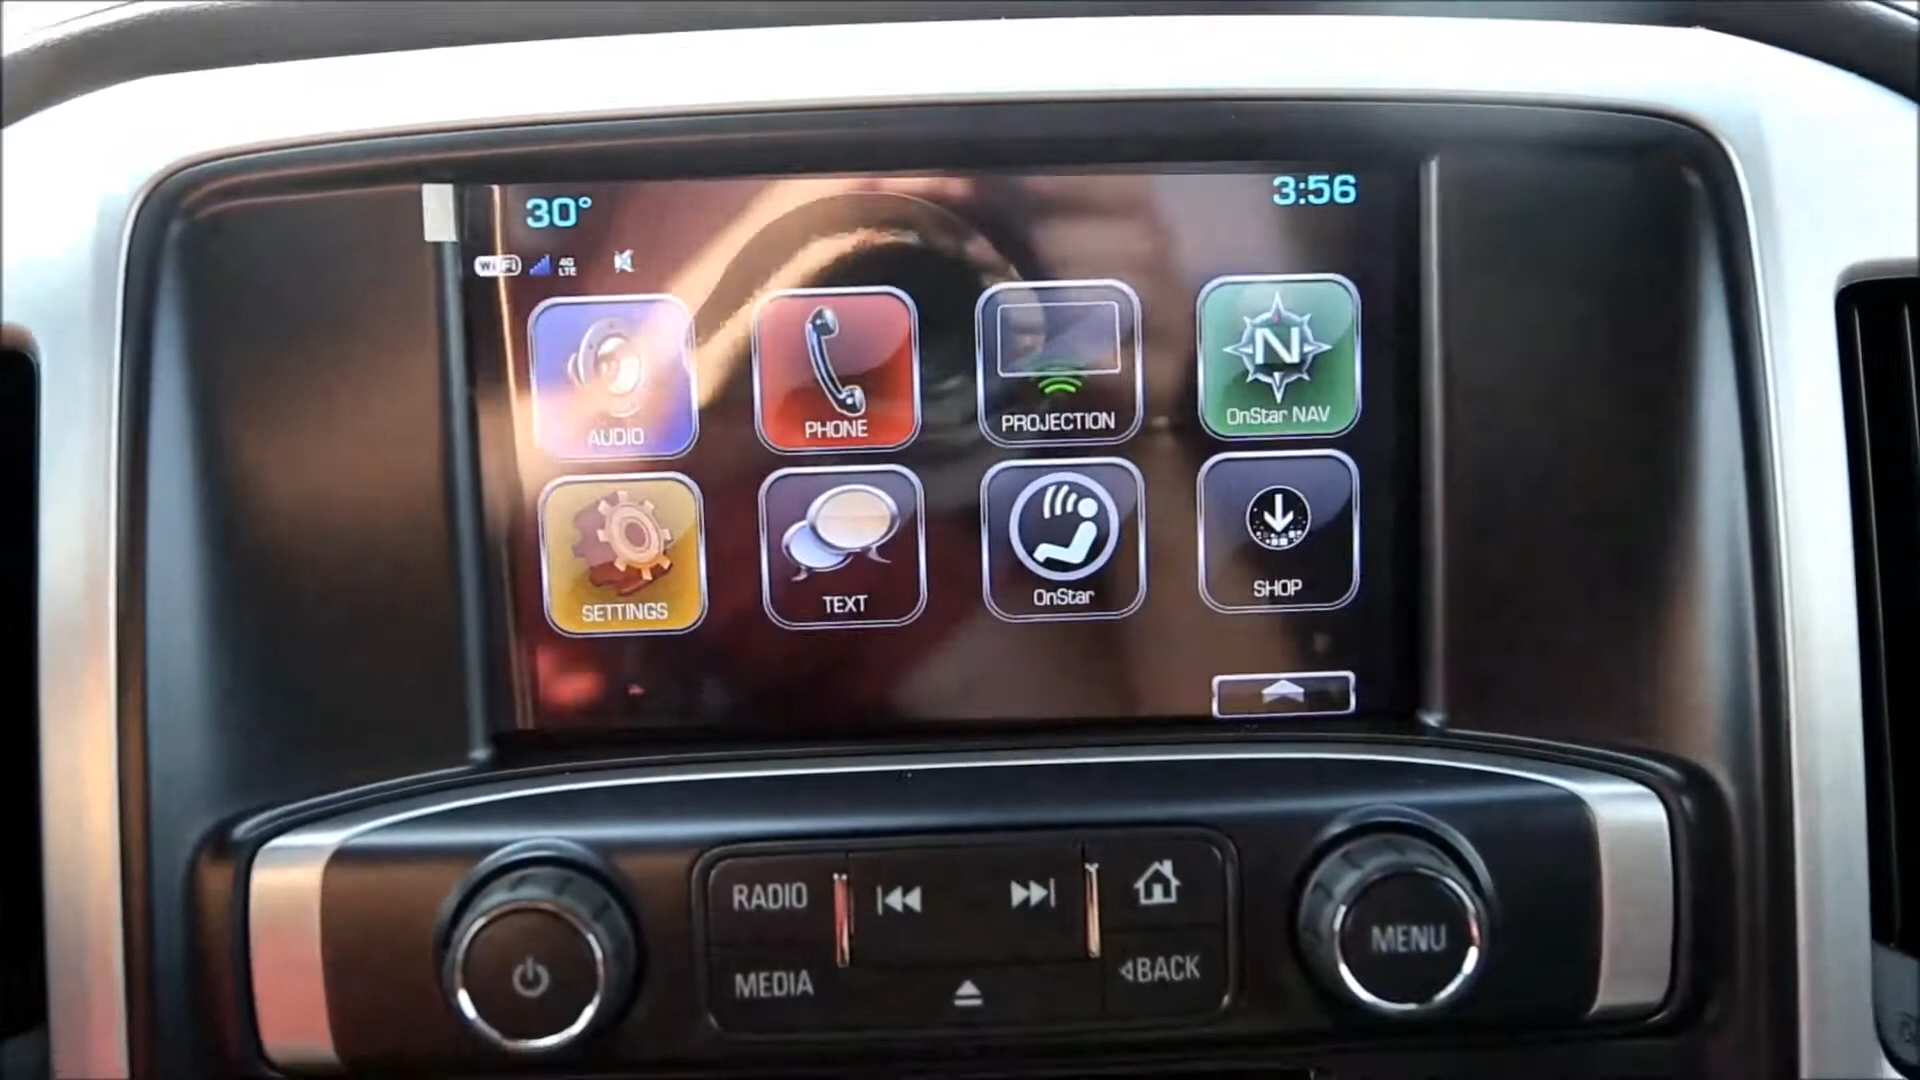 30°
3:56
WiFi
4G
LTE
AUDIO
PHONE
PROJECTION
N
OnStar NAV
SETTINGS
TEXT
OnStar
SHOP
RADIO
MEDIA
BACK
MENU